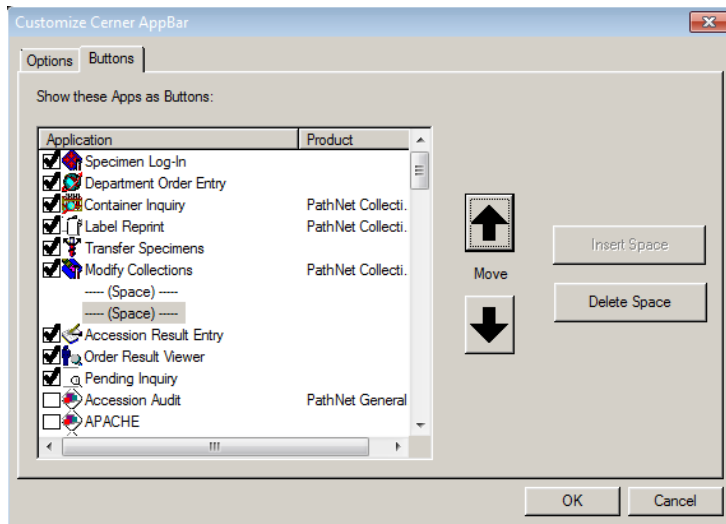 Customize Cerner AppBar
Options Buttons
Show these Apps as Buttons:
Application Product
Specimen Log-In
Department Order Entry
Container Inquiry PathNet Collecti.
Label Reprint PathNet Collecti.
Transfer Specimens
Modify Collections PathNet Collecti.
----- (Space) -----
----- (Space) -----
Accession Result Entry
Order Result Viewer
Pending Inquiry
Accession Audit PathNet General
APACHE
Move
Insert Space
Delete Space
OK Cancel